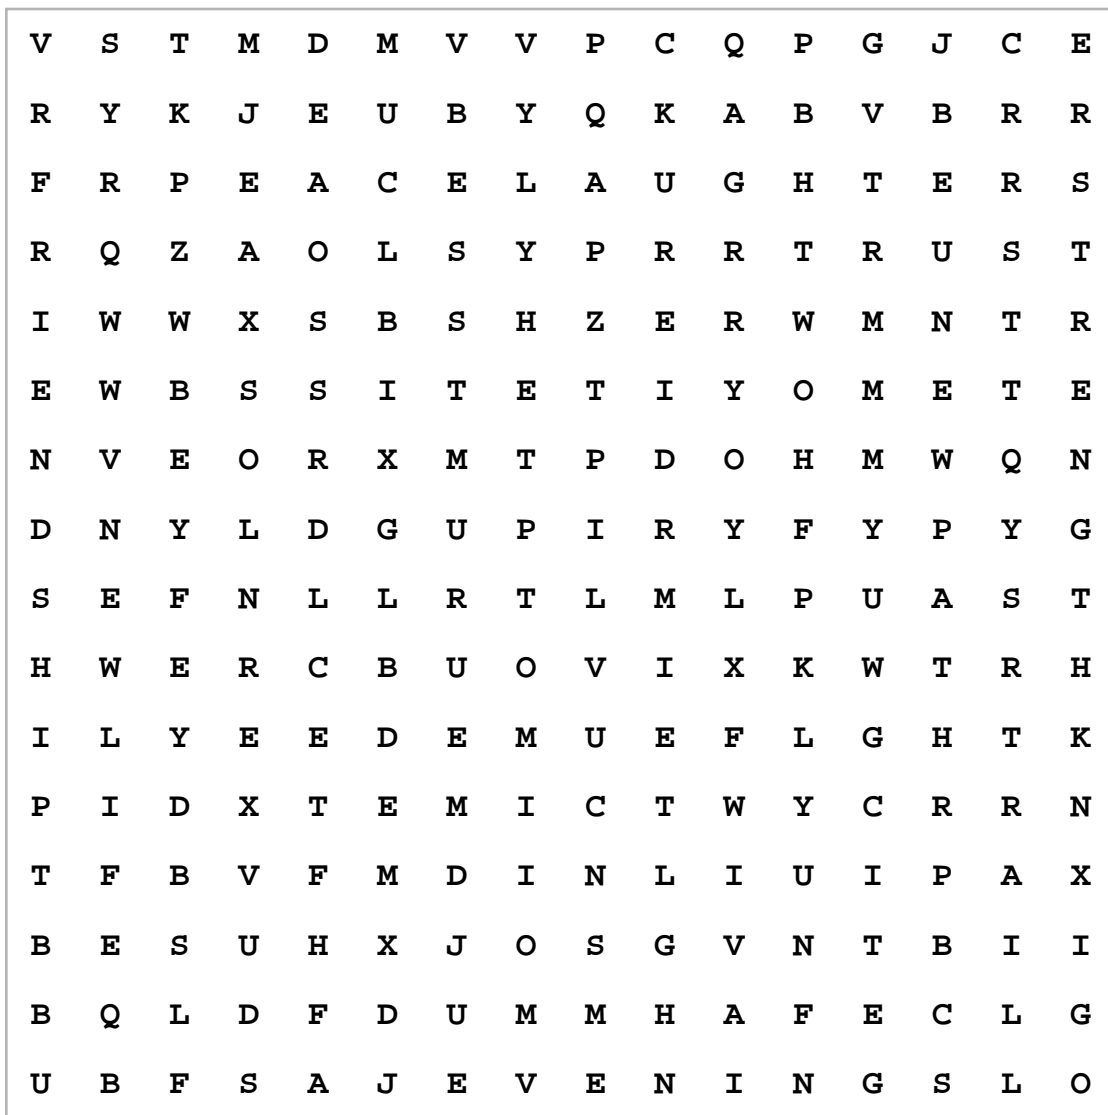 V S T M D M V V P C Q P G J C E
R Y K J E U B Y Q K A B V B R R
F R P E A C E L A U G H T E R S
R Q Z A O L S Y P R R T R U S T
I W W X S B S H Z E R W M N T R
E W B S S I T E T I Y O M E T E
N V E O R X M T P D O H M W Q N
D N Y L D G U P I R Y F Y P Y G
S E F N L L R T L M L P U A S T
H W E R C B U O V I X K W T R H
I L Y E E D E M U E F L G H T K
P I D X T E M I C T W Y C R R N
T F B V F M D I N L I U I P A X
B E S U H X J O S G V N T B I I
B Q L D F D U M M H A F E C L G
U B F S A J E V E N I N G S L O